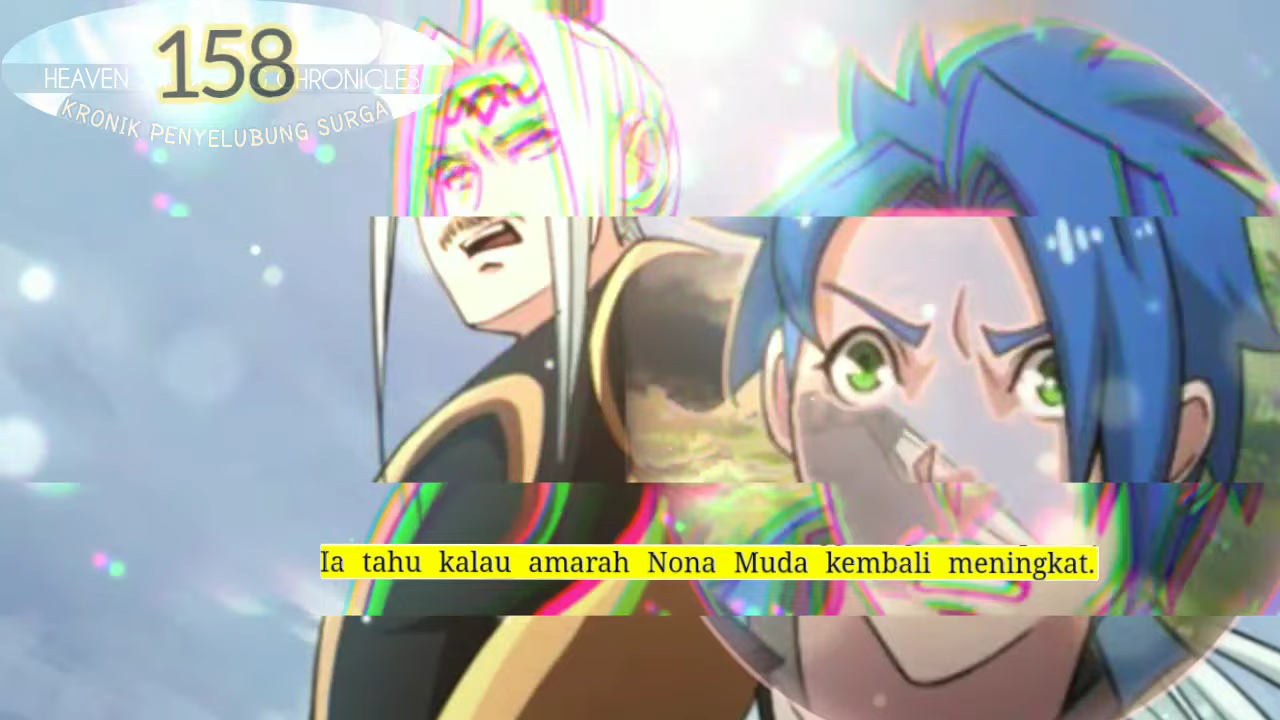 158
HEAVEN CHRONICLES
KRONIK PENYELUBUNG SURGA
Ia tahu kalau amarah Nona Muda kembali meningkat.